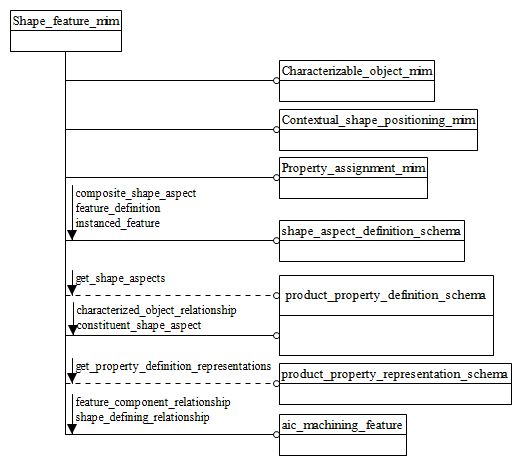 Shape_feature_mim
Characterizable_object_mim
Contextual_shape_positioning_mim
Property_assignment_mim
composite_shape_aspect
feature_definition
instanced_feature
shape_aspect_definition_schema
get_shape_aspects
product_property_definition_schema
characterized_object_relationship
constituent_shape_aspect
get_property_definition_representations
product_property_representation_schema
feature_component_relationship
shape_defining_relationship
aic_machining_feature